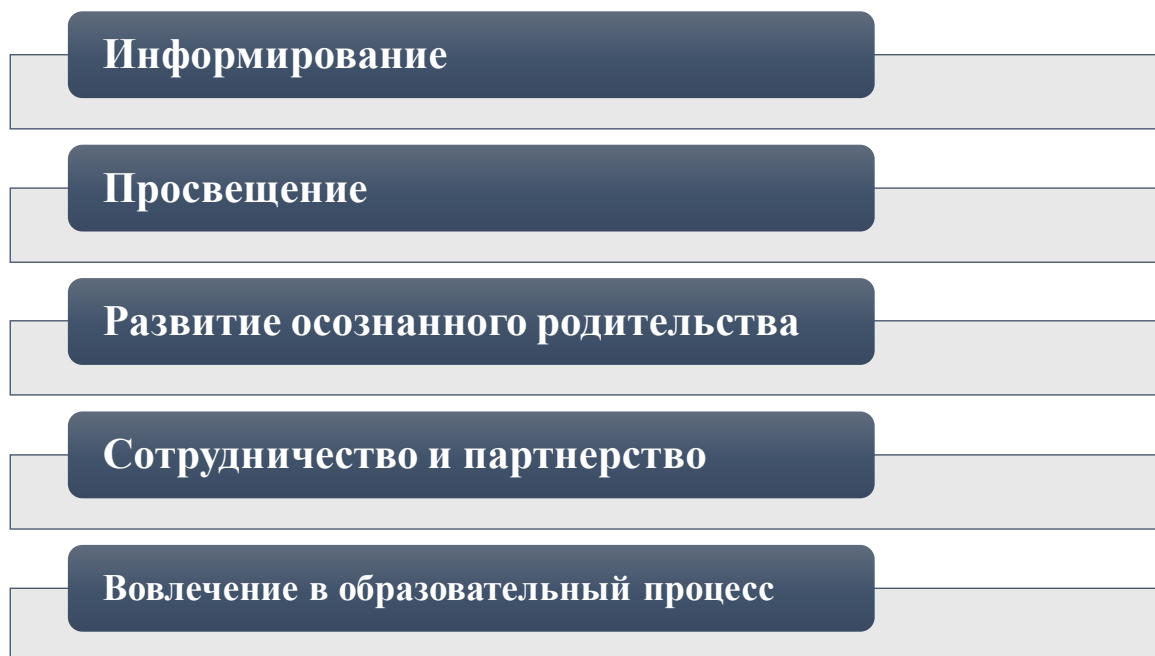 Информирование
Просвещение
Развитие осознанного родительства
Сотрудничество и партнерство
Вовлечение в образовательный процесс